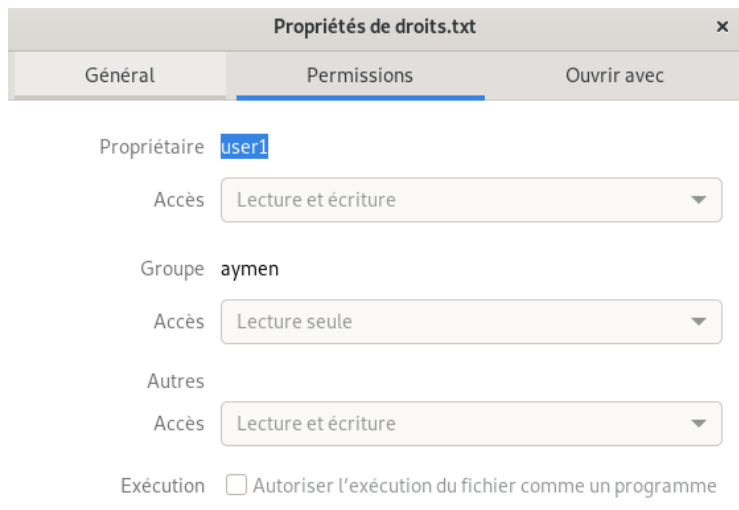 Propriétés de droits.txt ×
Général Permissions Ouvrir avec
Propriétaire user1
Accès Lecture et écriture
Groupe aymen
Accès Lecture seule
Autres
Accès Lecture et écriture
Exécution Autoriser l'exécution du fichier comme un programme